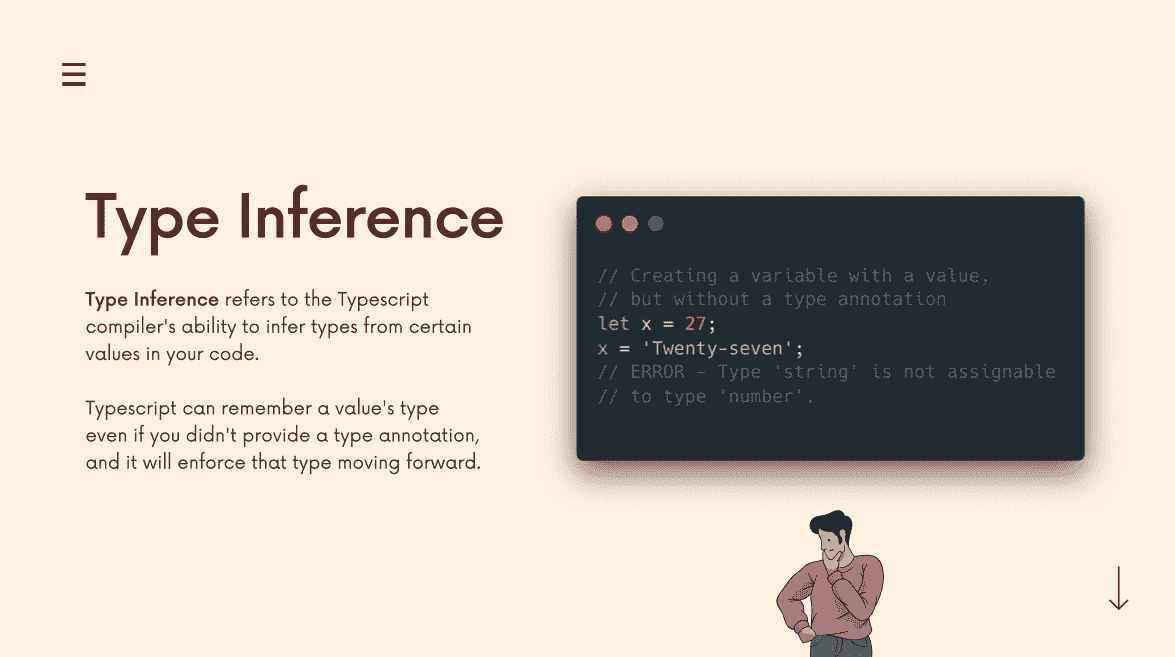 Type Inference
Type Inference refers to the Typescript
compiler's ability to infer types from certain
values in your code.
Typescript can remember a value's type
even if you didn't provide a type annotation,
and it will enforce that type moving forward.
// Creating a variable with a value,
// but without a type annotation
let x = 27;
x = 'Twenty-seven';
// ERROR – Type 'string' is not assignable
// to type 'number'.